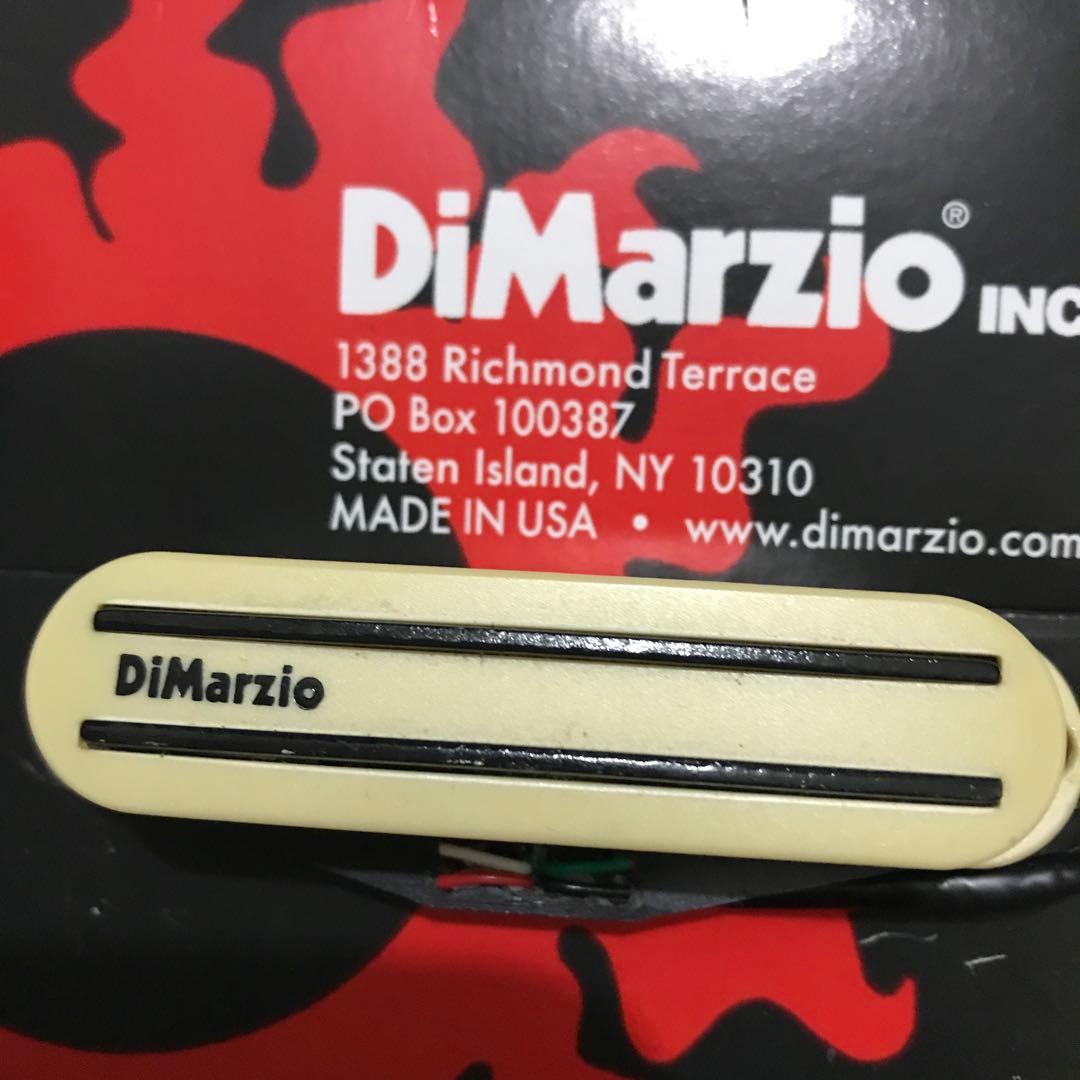 DiMarzio® INC
1388 Richmond Terrace
PO Box 100387
Staten Island, NY 10310
MADE IN USA • www.dimarzio.com
DiMarzio